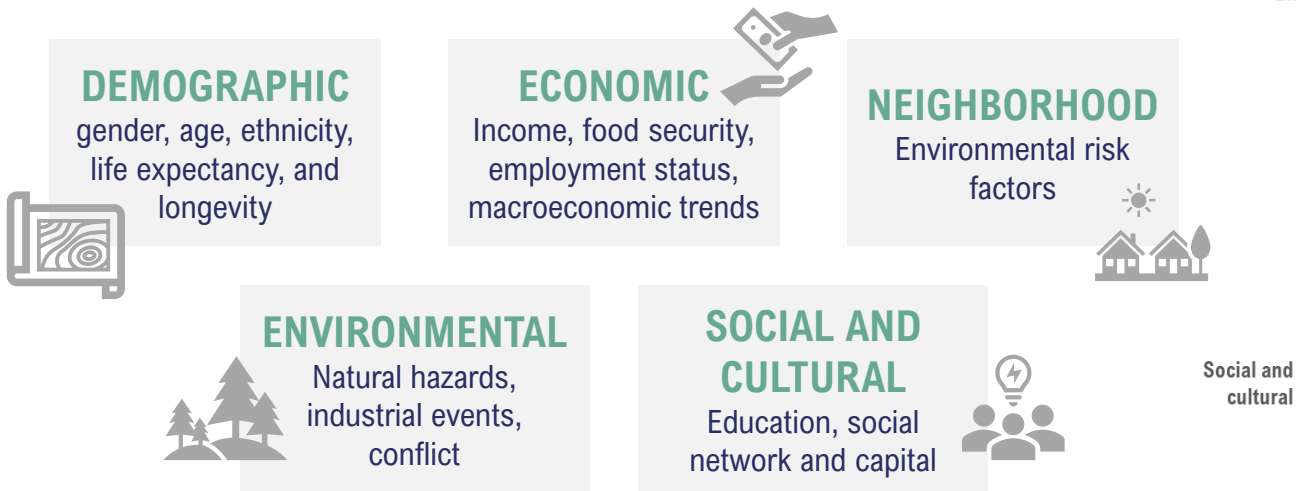 DEMOGRAPHIC
gender, age, ethnicity,
life expectancy, and
longevity
ECONOMIC
Income, food security,
employment status,
macroeconomic trends
NEIGHBORHOOD
Environmental risk
factors
ENVIRONMENTAL
Natural hazards,
industrial events,
conflict
SOCIAL AND
CULTURAL
Education, social
network and capital
Social and
cultural